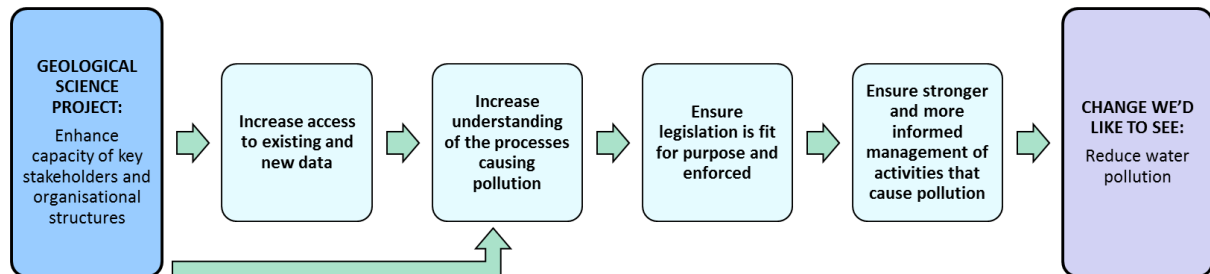 GEOLOGICAL
SCIENCE
PROJECT:
Enhance
capacity of key
stakeholders and
organisational
structures
Increase access
to existing and
new data
Increase
understanding
of the processes
causing
pollution
Ensure
legislation is fit
for purpose and
enforced
Ensure stronger
and more
informed
management of
activities that
cause pollution
CHANGE WE’D
LIKE TO SEE:
Reduce water
pollution